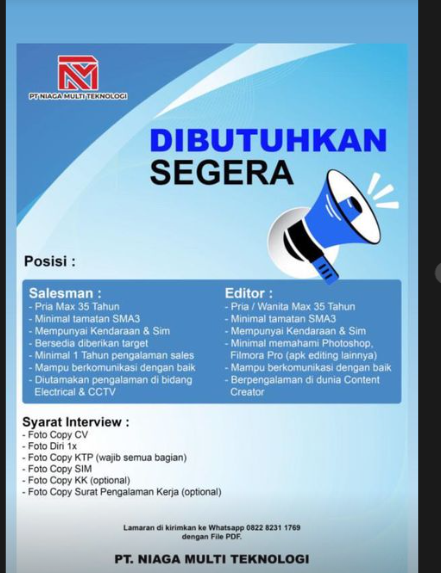 PT NIAGA MULTI TEKNOLOGI
DIBUTUHKAN
SEGERA
Posisi :
Salesman :
- Pria Max 35 Tahun
- Minimal tamatan SMA3
- Mempunyai Kendaraan & Sim
- Bersedia diberikan target
- Minimal 1 Tahun pengalaman sales
- Mampu berkomunikasi dengan baik
- Diutamakan pengalaman di bidang
Electrical & CCTV
Editor :
- Pria / Wanita Max 35 Tahun
- Minimal tamatan SMA3
- Mempunyai Kendaraan & Sim
- Minimal memahami Photoshop,
Filmora Pro (apk editing lainnya)
- Mampu berkomunikasi dengan baik
- Berpengalaman di dunia Content
Creator
Syarat Interview :
- Foto Copy CV
- Foto Diri 1x
- Foto Copy KTP (wajib semua bagian)
- Foto Copy SIM
- Foto Copy KK (optional)
- Foto Copy Surat Pengalaman Kerja (optional)
Lamaran di kirimkan ke Whatsapp 0822 8231 1769
dengan File PDF.
PT. NIAGA MULTI TEKNOLOGI